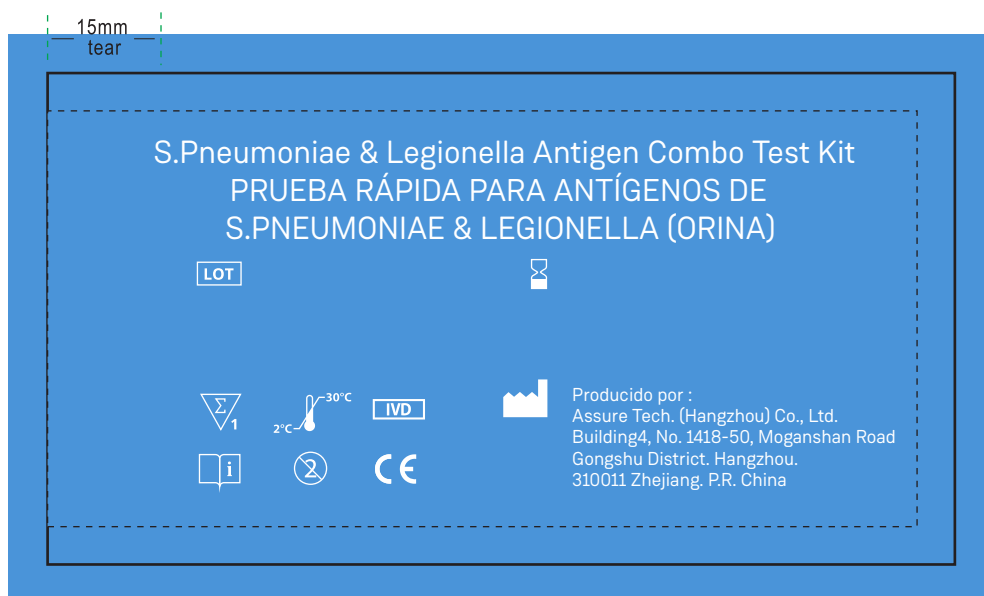 15mm
tear
S.Pneumoniae & Legionella Antigen Combo Test Kit
PRUEBA RÁPIDA PARA ANTÍGENOS DE
S.PNEUMONIAE & LEGIONELLA (ORINA)
LOT
Σ
1
2°C
30°C
IVD
Producido por :
Assure Tech. (Hangzhou) Co., Ltd.
Building4, No. 1418-50, Moganshan Road
Gongshu District. Hangzhou.
310011 Zhejiang. P.R. China
i
2
CE